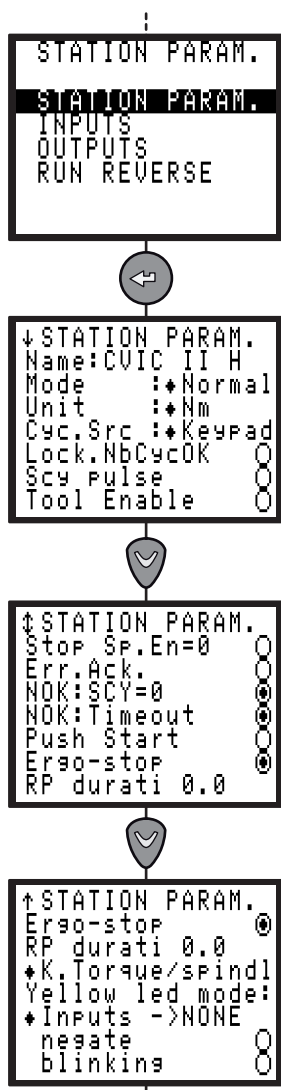 STATION PARAM.
STATION PARAM.
INPUTS
OUTPUTS
RUN REVERSE
↓STATION PARAM.
Name:CVIC II H
Mode :♦Normal
Unit :♦Nm
Cyc.Src :♦Keypad
Lock.NbCycOK
Scy pulse
Tool Enable
↕STATION PARAM.
Stop Sp.En=0
Err.Ack.
NOK:SCY=0
NOK:Timeout
Push Start
Ergo-stop
RP durati 0.0
↑STATION PARAM.
Ergo-stop
RP durati 0.0
♦K.Torque/spindl
Yellow led mode:
♦Inputs ->NONE
negate
blinking